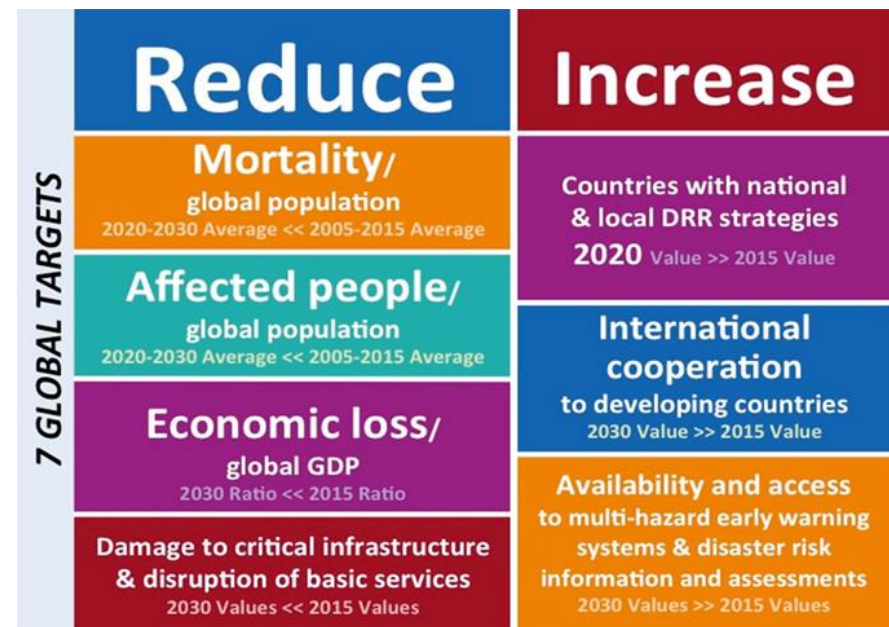 7 GLOBAL TARGETS
Reduce
Mortality/
global population
2020-2030 Average << 2005-2015 Average
Affected people/
global population
2020-2030 Average << 2005-2015 Average
Economic loss/
global GDP
2030 Ratio << 2015 Ratio
Damage to critical infrastructure
& disruption of basic services
2030 Values << 2015 Values
Increase
Countries with national
& local DRR strategies
2020 Value >> 2015 Value
International
cooperation
to developing countries
2030 Value >> 2015 Value
Availability and access
to multi-hazard early warning
systems & disaster risk
information and assessments
2030 Values >> 2015 Values